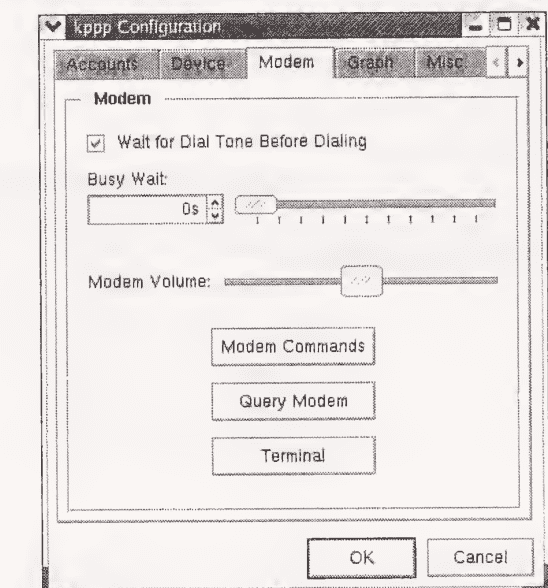 kppp Configuration
Accounts Device Modem Graph Misc
Modem
Wait for Dial Tone Before Dialing
Busy Wait:
0s
Modem Volume:
Modem Commands
Query Modem
Terminal
OK Cancel